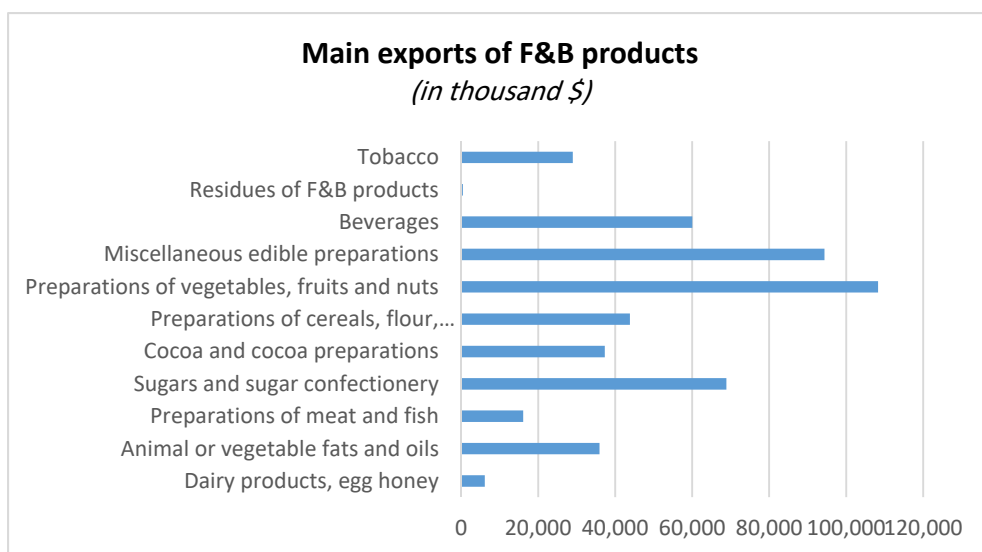 Main exports of F&B products
(in thousand $)
Tobacco
Residues of F&B products
Beverages
Miscellaneous edible preparations
Preparations of vegetables, fruits and nuts
Preparations of cereals, flour,...
Cocoa and cocoa preparations
Sugars and sugar confectionery
Preparations of meat and fish
Animal or vegetable fats and oils
Dairy products, egg honey
0 20,000 40,000 60,000 80,000 100,000 120,000